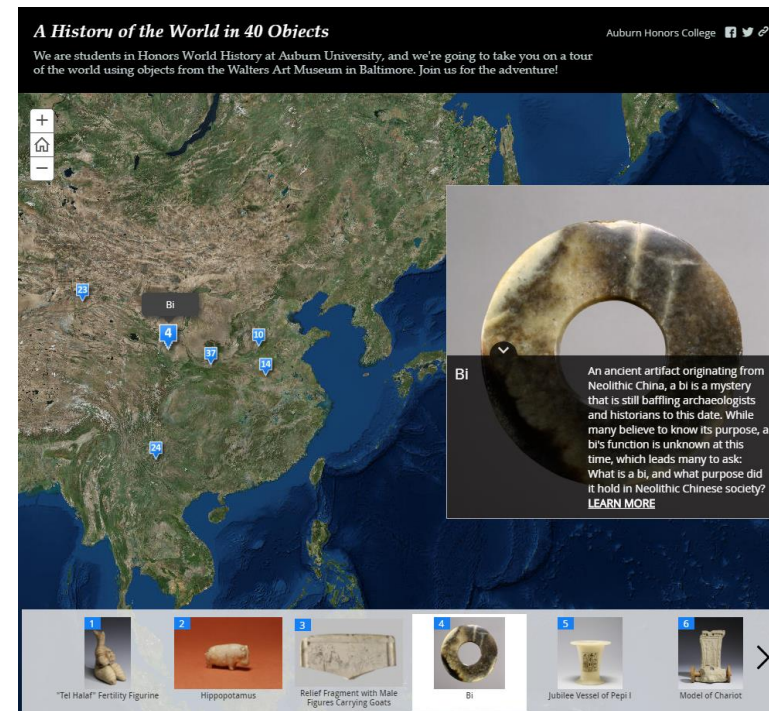 A History of the World in 40 Objects
Auburn Honors College
We are students in Honors World History at Auburn University, and we're going to take you on a tour
of the world using objects from the Walters Art Museum in Baltimore. Join us for the adventure!
23
Bi
4
37
10
14
24
Bi
An ancient artifact originating from
Neolithic China, a bi is a mystery
that is still baffling archaeologists
and historians to this date. While
many believe to know its purpose, a
bi's function is unknown at this
time, which leads many to ask:
What is a bi, and what purpose did
it hold in Neolithic Chinese society?
LEARN MORE
1
"Tel Halaf" Fertility Figurine
2
Hippopotamus
3
Relief Fragment with Male
Figures Carrying Goats
4
Bi
5
Jubilee Vessel of Pepi I
6
Model of Chariot